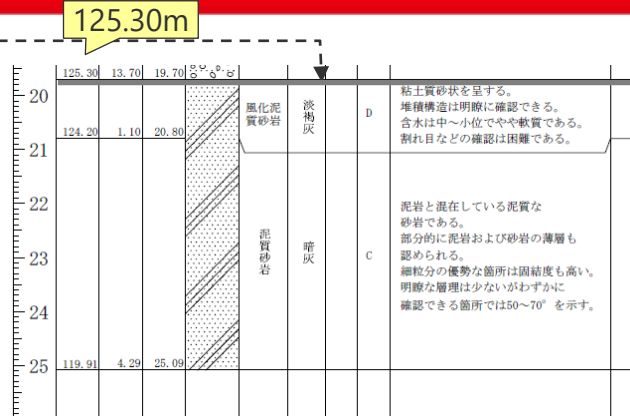 125.30m
125.30 13.70 19.70
20
粘土質砂状を呈する。
堆積構造は明瞭に確認できる。
含水は中～小位でやや軟質である。
割れ目などの確認は困難である。
風化泥
質砂岩
淡褐灰
D
124.20 1.10 20.80
21
22
泥岩と混在している泥質な
砂岩である。
部分的に泥岩および砂岩の薄層も
認められる。
細粒分の優勢な箇所は固結度も高い。
明瞭な層理は少ないがわずかに
確認できる箇所では50～70°を示す。
泥質砂岩
暗灰
C
23
24
25
119.91 4.29 25.09